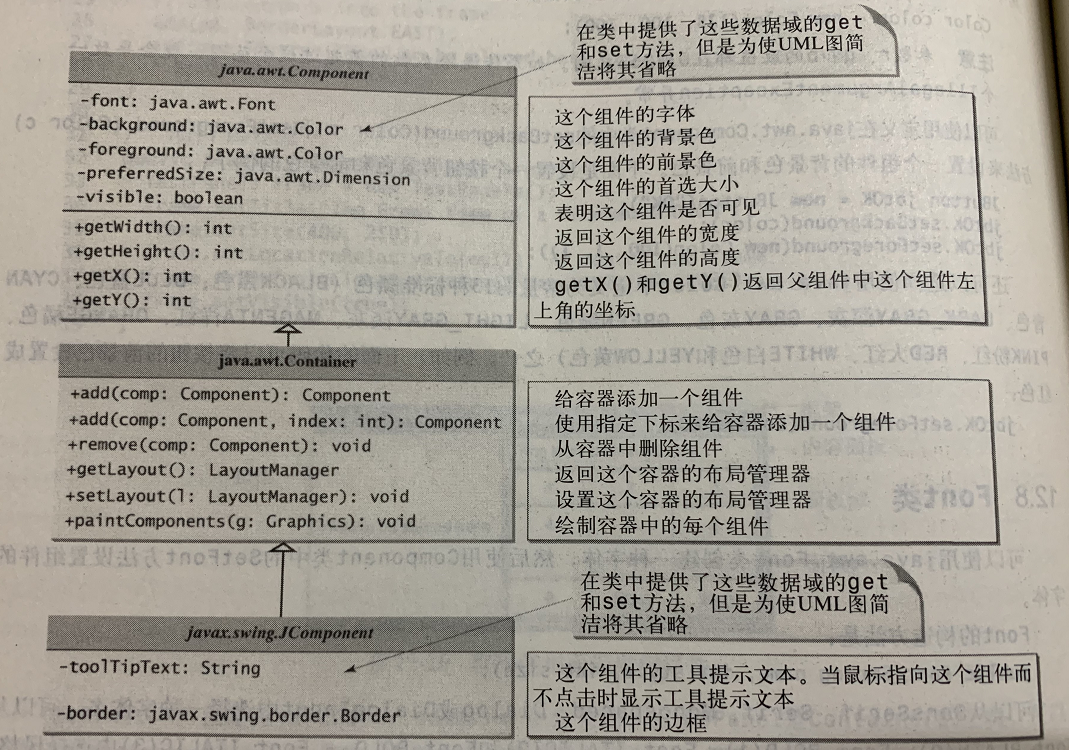 在类中提供了这些数据域的get
和set方法，但是为使UML图简
洁将其省略
java.awt.Component
-font: java.awt.Font
-background: java.awt.Color
-foreground: java.awt.Color
-preferredSize: java.awt.Dimension
-visible: boolean
+getWidth(): int
+getHeight(): int
+getX(): int
+getY(): int
这个组件的字体
这个组件的背景色
这个组件的前景色
这个组件的首选大小
表明这个组件是否可见
返回这个组件的宽度
返回这个组件的高度
getX()和getY()返回父组件中这个组件左
上角的坐标
java.awt.Container
+add(comp: Component): Component
+add(comp: Component, index: int): Component
+remove(comp: Component): void
+getLayout(): LayoutManager
+setLayout(l: LayoutManager): void
+paintComponents(g: Graphics): void
给容器添加一个组件
使用指定下标来给容器添加一个组件
从容器中删除组件
返回这个容器的布局管理器
设置这个容器的布局管理器
绘制容器中的每个组件
在类中提供了这些数据域的get
和set方法，但是为使UML图简
洁将其省略
javax.swing.JComponent
-toolTipText: String
-border: javax.swing.border.Border
这个组件的工具提示文本。当鼠标指向这个组件而
不点击时显示工具提示文本
这个组件的边框